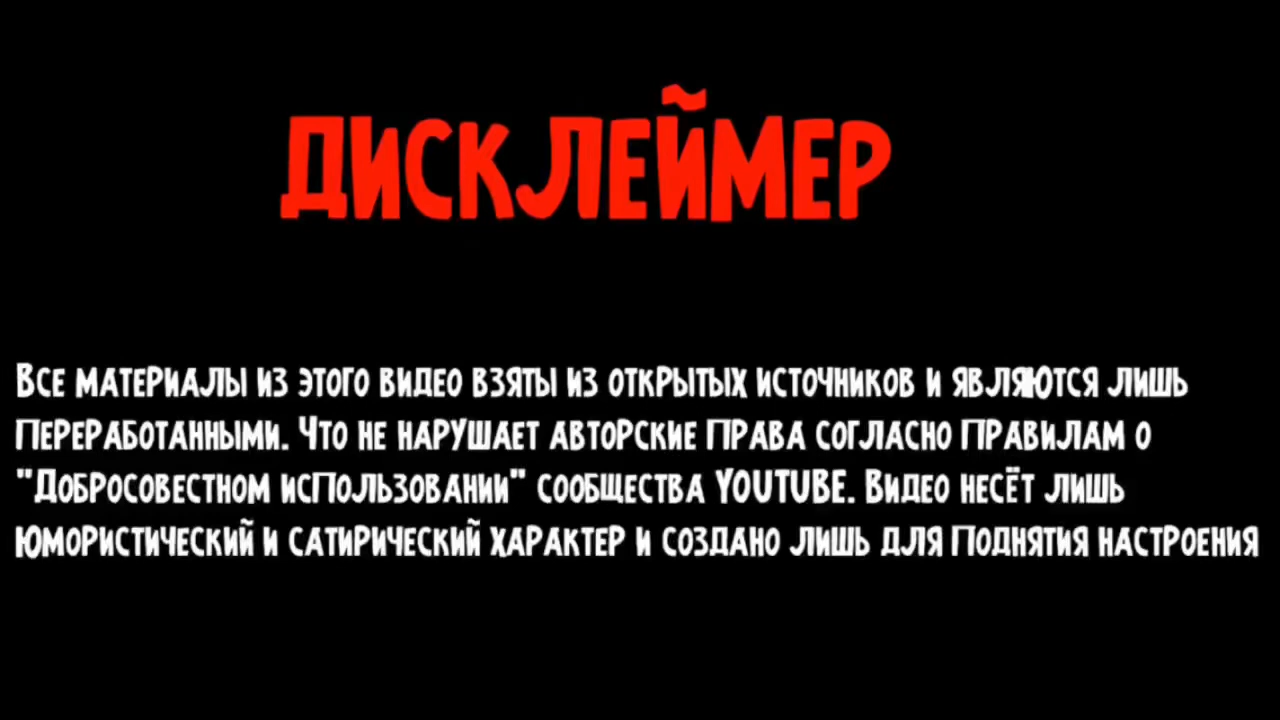 ДИСКЛЕЙМЕР
Все материалы из этого видео взяты из открытых источников и являются лишь
переработанными. Что не нарушает авторские права согласно правилам о
"Добросовестном использовании" сообщества YOUTUBE. Видео несёт лишь
юмористический и сатирический характер и создано лишь для поднятия настроения